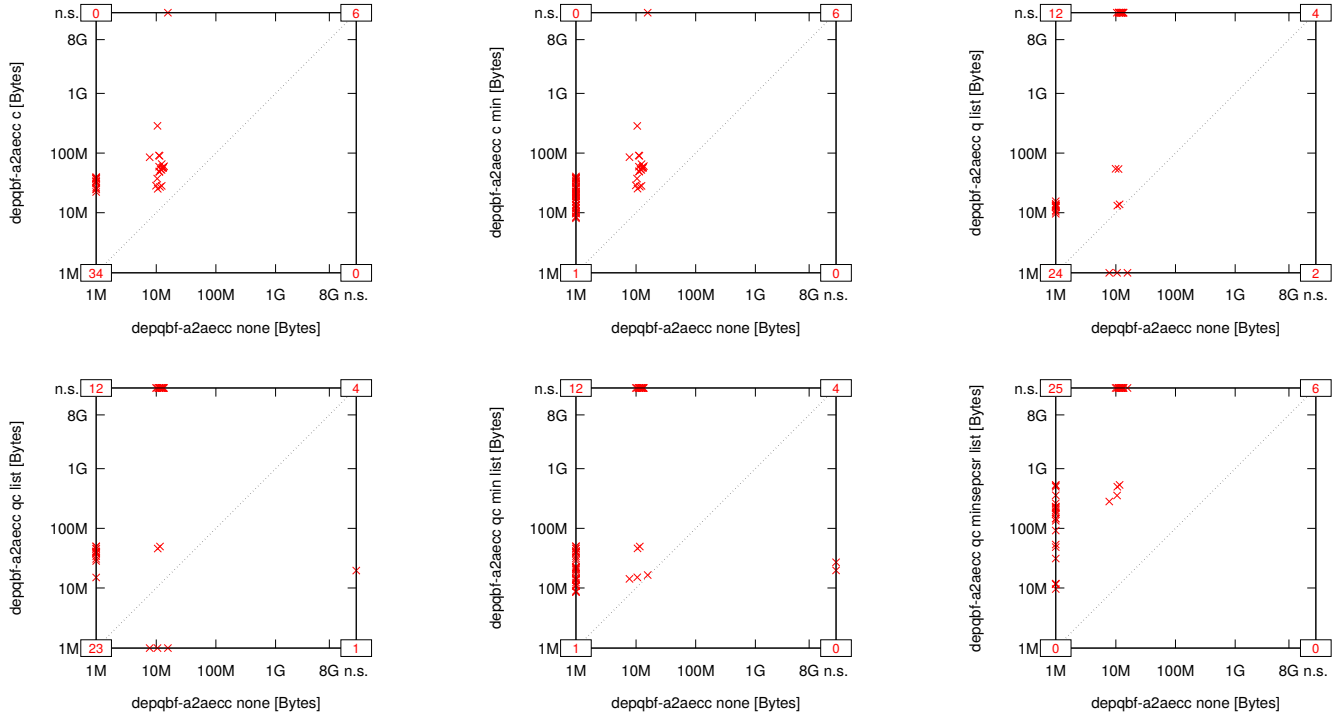 n.s.
0
6
8G
1G
100M
10M
1M
34
0
1M
10M
100M
1G
8G n.s.
depqbf-a2aecc c [Bytes]
depqbf-a2aecc none [Bytes]
n.s.
0
6
8G
1G
100M
10M
1M
1
0
1M
10M
100M
1G
8G n.s.
depqbf-a2aecc c min [Bytes]
depqbf-a2aecc none [Bytes]
n.s.
12
4
8G
1G
100M
10M
1M
24
2
1M
10M
100M
1G
8G n.s.
depqbf-a2aecc q list [Bytes]
depqbf-a2aecc none [Bytes]
n.s.
12
4
8G
1G
100M
10M
1M
23
1
1M
10M
100M
1G
8G n.s.
depqbf-a2aecc qc list [Bytes]
depqbf-a2aecc none [Bytes]
n.s.
12
4
8G
1G
100M
10M
1M
1
0
1M
10M
100M
1G
8G n.s.
depqbf-a2aecc qc min list [Bytes]
depqbf-a2aecc none [Bytes]
n.s.
25
6
8G
1G
100M
10M
1M
0
0
1M
10M
100M
1G
8G n.s.
depqbf-a2aecc qc minsepcsr list [Bytes]
depqbf-a2aecc none [Bytes]